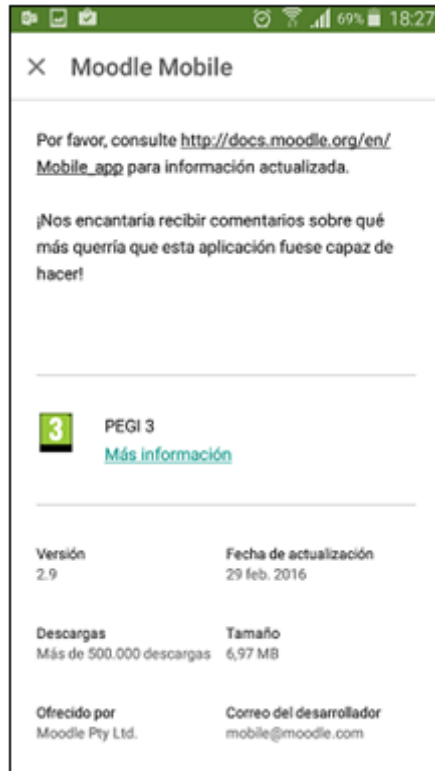 69% 18:27
Moodle Mobile
Por favor, consulte http://docs.moodle.org/en/
Mobile_app para información actualizada.
¡Nos encantaría recibir comentarios sobre qué
más querría que esta aplicación fuese capaz de
hacer!
3
PEGI 3
Más información
Versión Fecha de actualización
2.9 29 feb. 2016
Descargas Tamaño
Más de 500.000 descargas 6,97 MB
Ofrecido por Correo del desarrollador
Moodle Pty Ltd. mobile@moodle.com